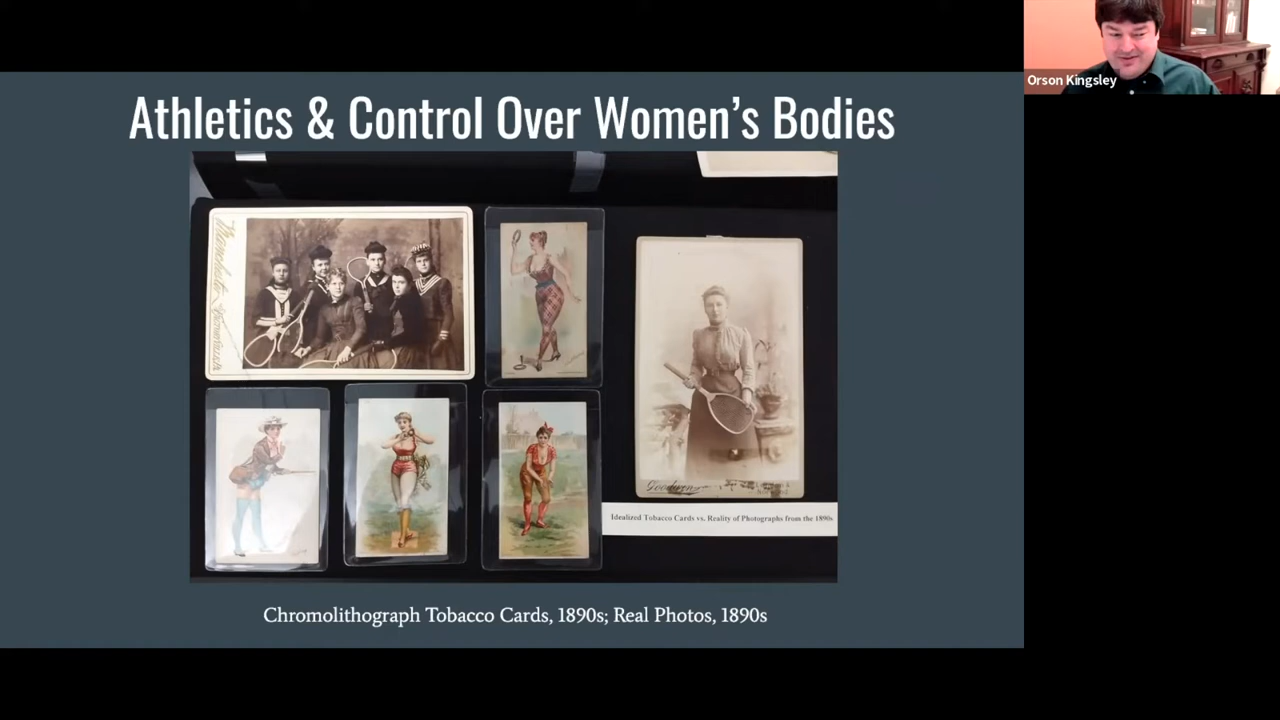 Orson Kingsley
Athletics & Control Over Women's Bodies
Manchester
Idealized Tobacco Cards vs. Reality of Photographs from the 1890s
Chromolithograph Tobacco Cards, 1890s; Real Photos, 1890s